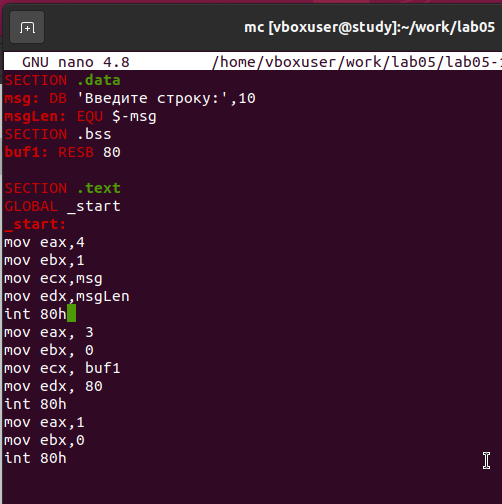 mc [vboxuser@study]:~/work/lab05
GNU nano 4.8 /home/vboxuser/work/lab05/lab05-
SECTION .data
msg: DB 'Введите строку:',10
msgLen: EQU $-msg
SECTION .bss
buf1: RESB 80
SECTION .text
GLOBAL _start
_start:
mov eax,4
mov ebx,1
mov ecx,msg
mov edx,msgLen
int 80h
mov eax, 3
mov ebx, 0
mov ecx, buf1
mov edx, 80
int 80h
mov eax,1
mov ebx,0
int 80h